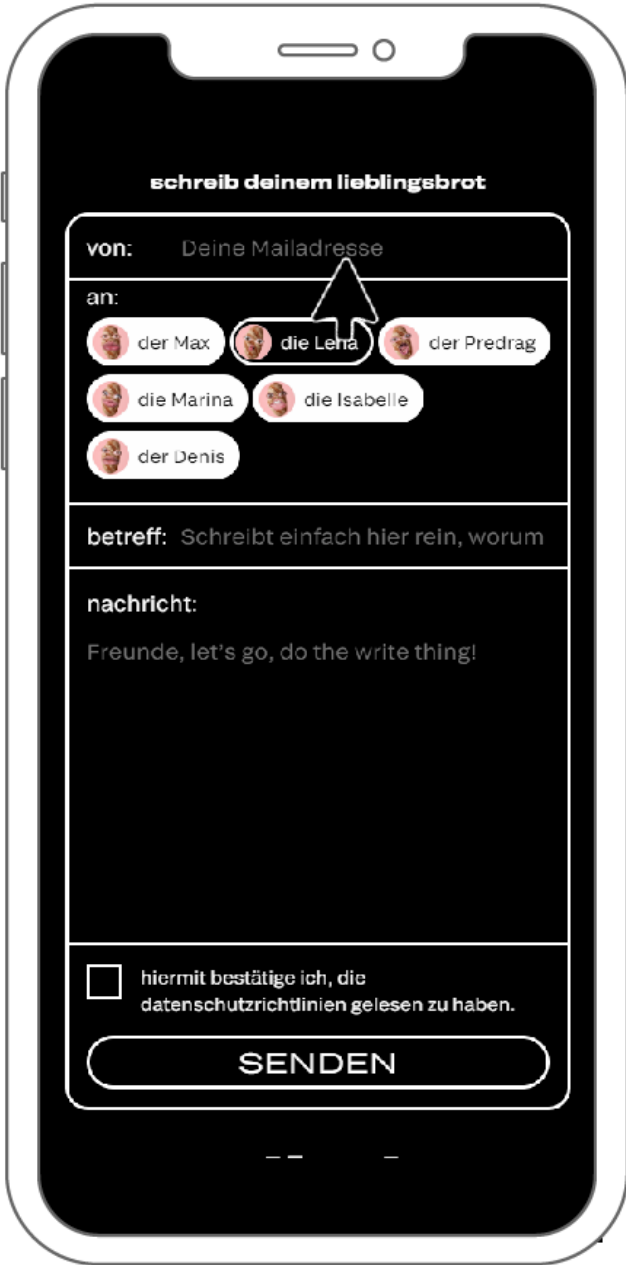 schreib deinem lieblingsbrot
von: Deine Mailadresse
an:
der Max die Lena der Predrag
die Marina die Isabelle
der Denis
betreff: Schreibt einfach hier rein, worum
nachricht:
Freunde, let's go, do the write thing!
hiermit bestätige ich, die
datenschutzrichtlinien gelesen zu haben.
SENDEN